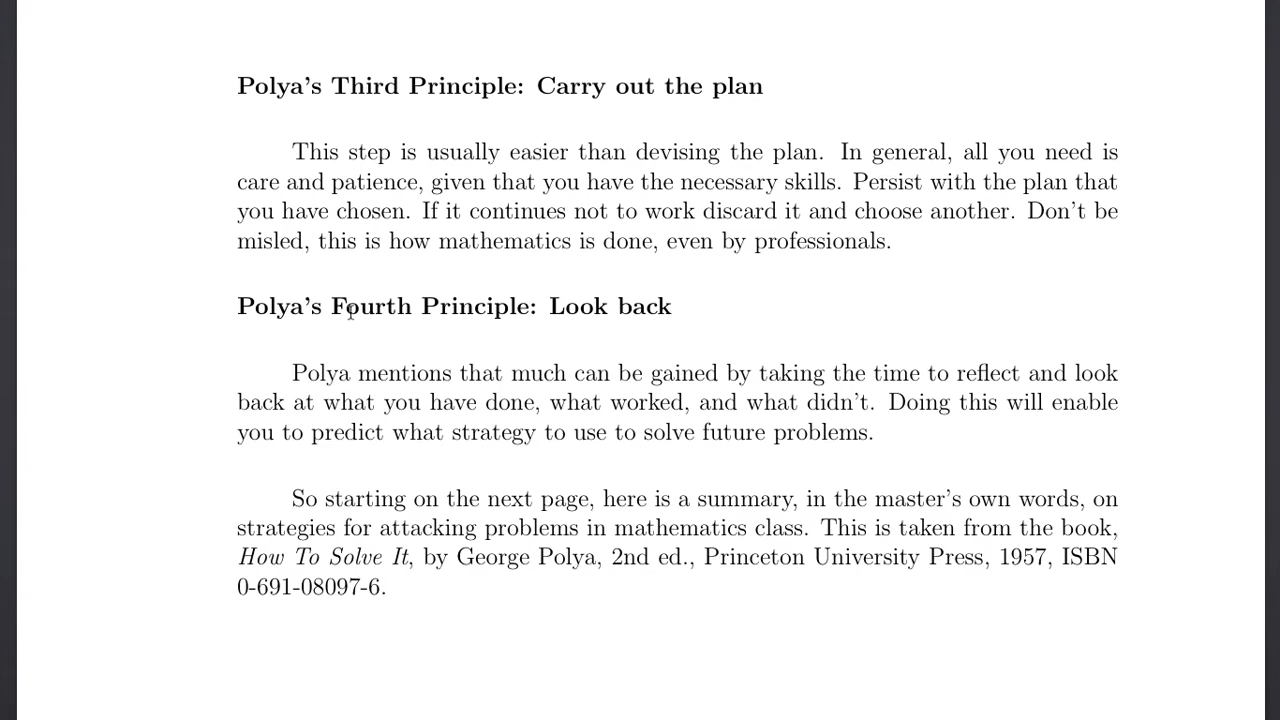 Polya's Third Principle: Carry out the plan
This step is usually easier than devising the plan. In general, all you need is
care and patience, given that you have the necessary skills. Persist with the plan that
you have chosen. If it continues not to work discard it and choose another. Don't be
misled, this is how mathematics is done, even by professionals.
Polya's Fourth Principle: Look back
Polya mentions that much can be gained by taking the time to reflect and look
back at what you have done, what worked, and what didn't. Doing this will enable
you to predict what strategy to use to solve future problems.
So starting on the next page, here is a summary, in the master's own words, on
strategies for attacking problems in mathematics class. This is taken from the book,
How To Solve It, by George Polya, 2nd ed., Princeton University Press, 1957, ISBN
0-691-08097-6.